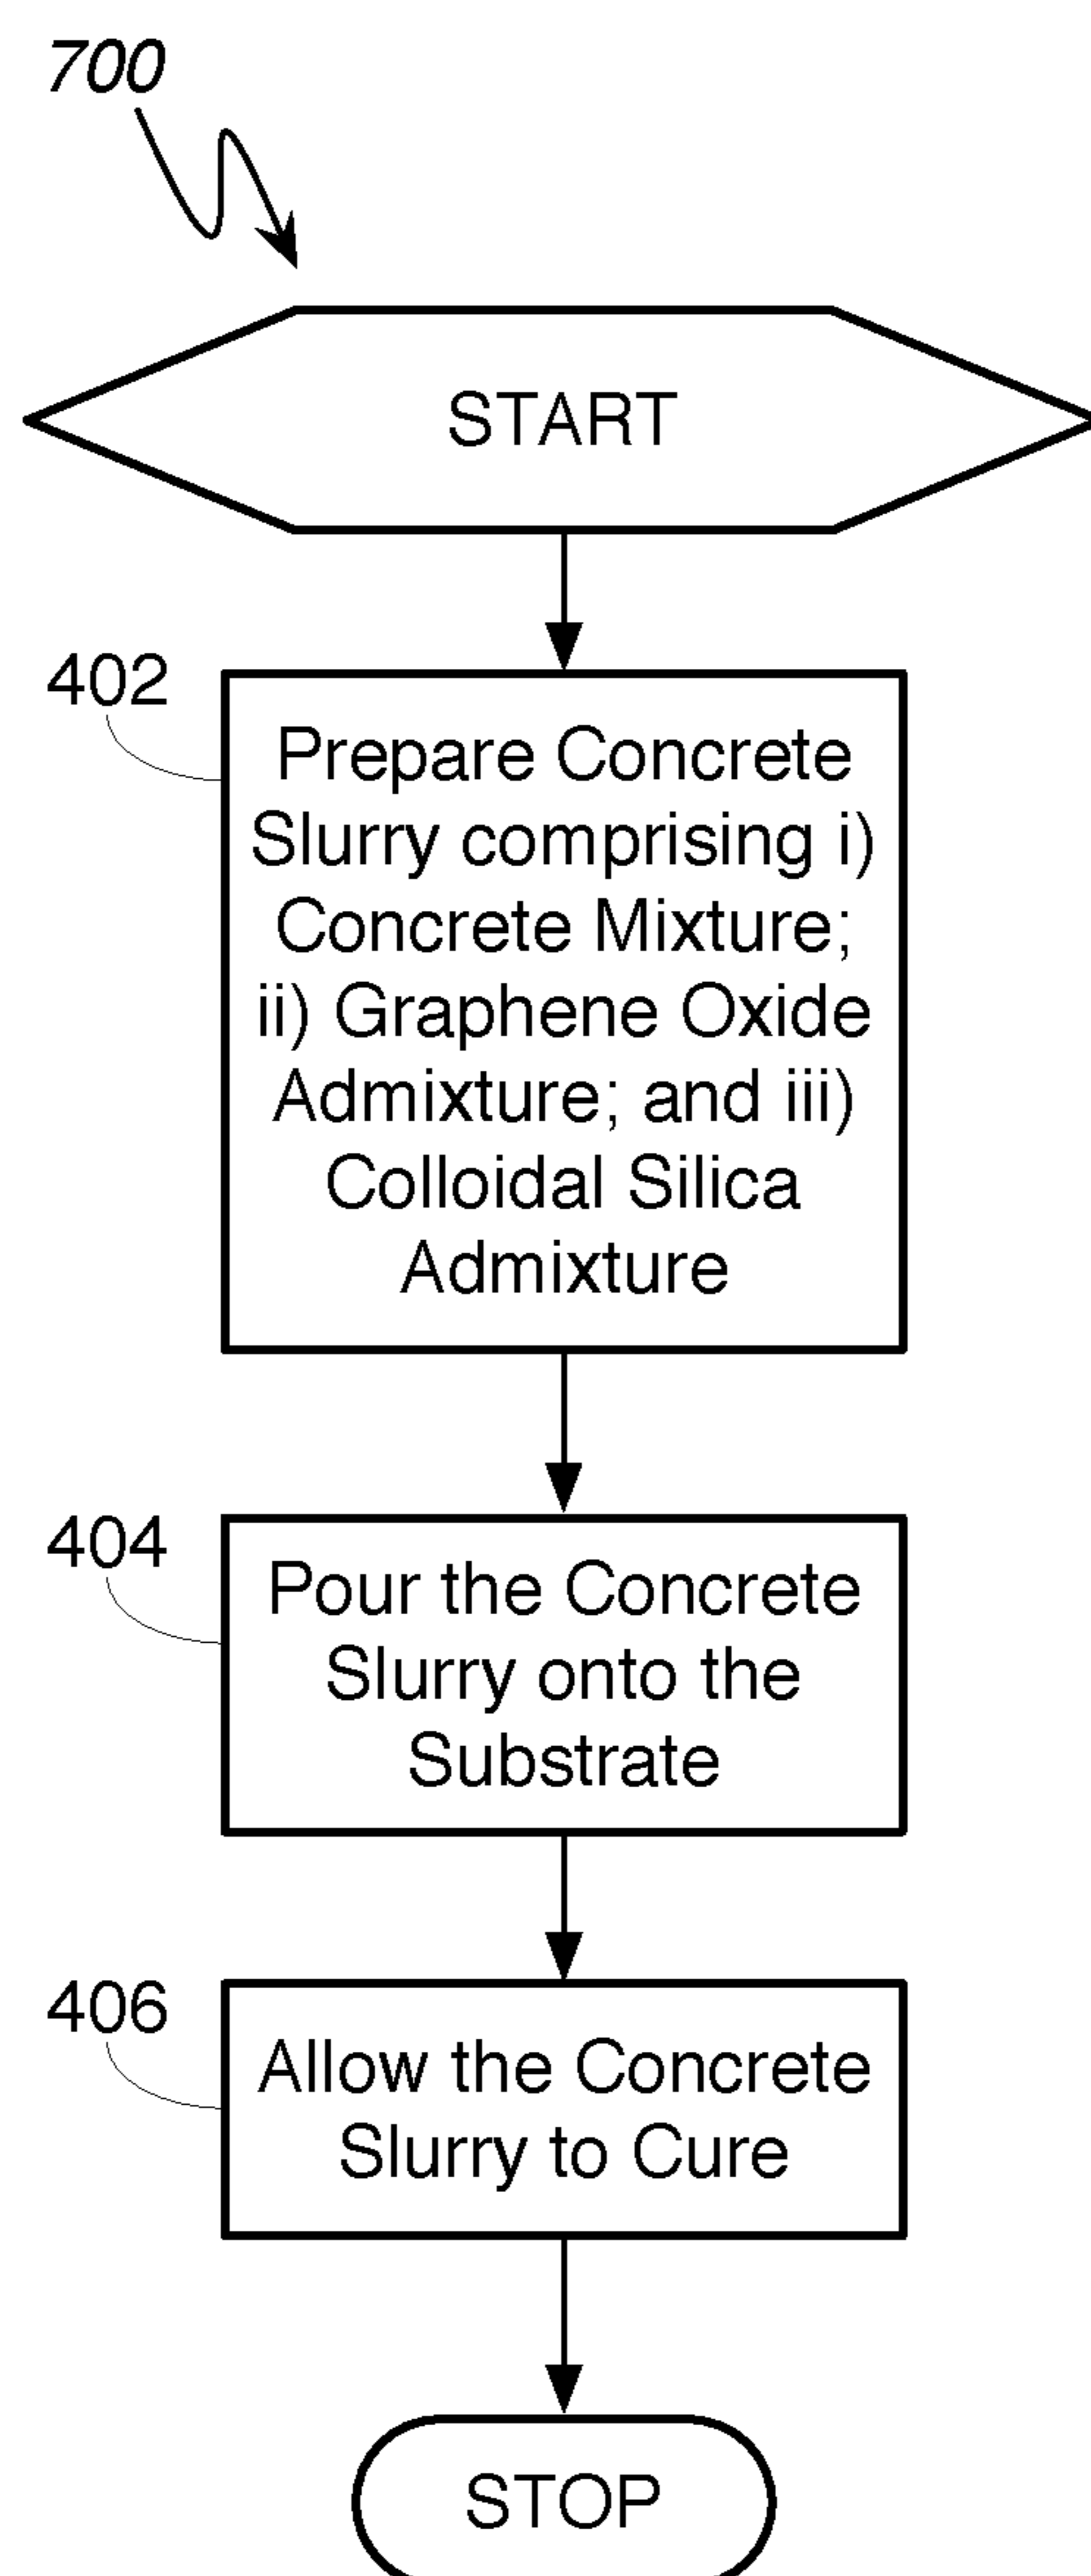 700
START
402
Prepare Concrete
Slurry comprising i)
Concrete Mixture;
ii) Graphene Oxide
Admixture; and iii)
Colloidal Silica
Admixture
404
Pour the Concrete
Slurry onto the
Substrate
406
Allow the Concrete
Slurry to Cure
STOP